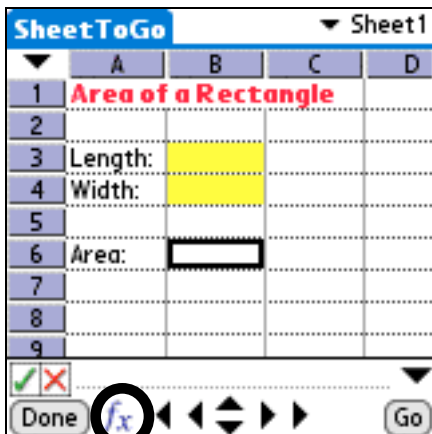 SheetToGo Sheet1
A B C D
1 Area of a Rectangle
2
3 Length:
4 Width:
5
6 Area:
7
8
9
Done fx Go